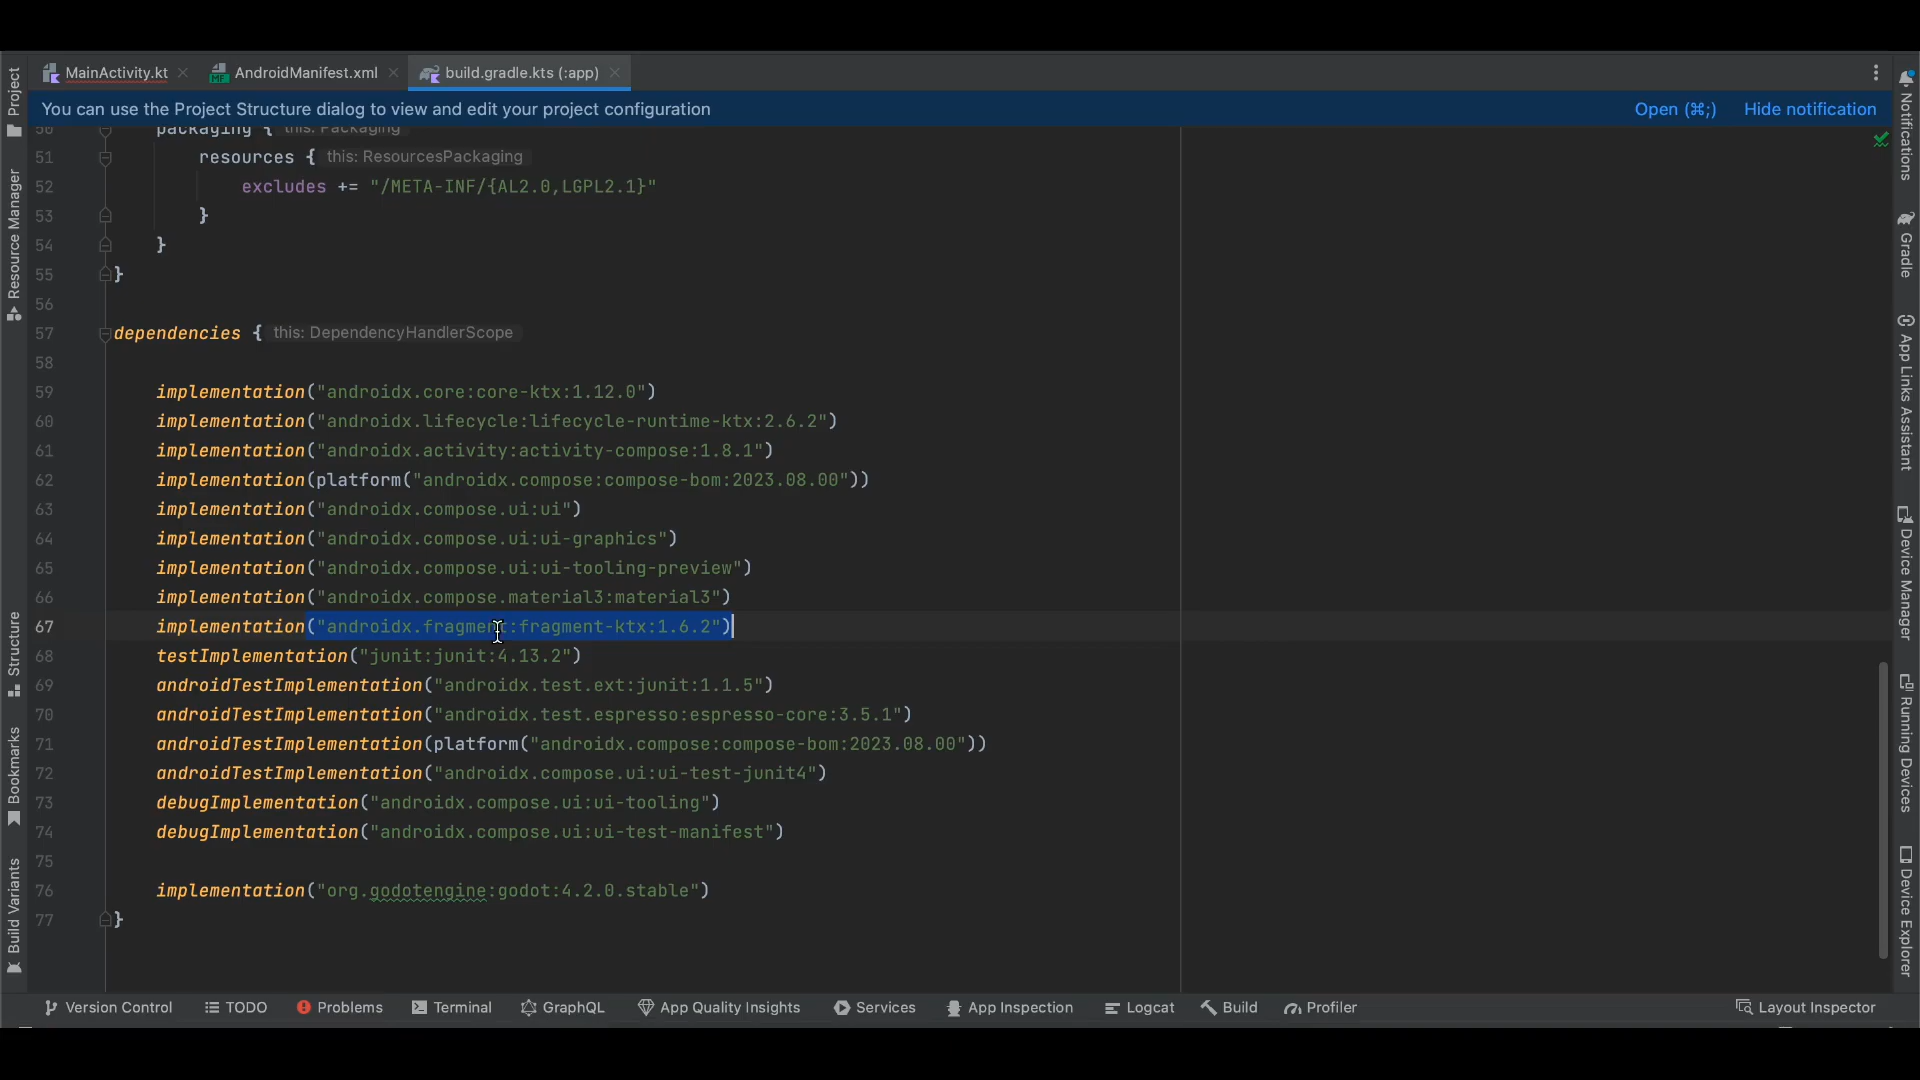 MainActivity.kt
AndroidManifest.xml
build.gradle.kts (:app)
You can use the Project Structure dialog to view and edit your project configuration
Open (⌘;)
Hide notification
50 packaging { this: Packaging
51 resources { this: ResourcesPackaging
52 excludes += "/META-INF/{AL2.0,LGPL2.1}"
53 }
54 }
55 }
56
57 dependencies { this: DependencyHandlerScope
58
59 implementation("androidx.core:core-ktx:1.12.0")
60 implementation("androidx.lifecycle:lifecycle-runtime-ktx:2.6.2")
61 implementation("androidx.activity:activity-compose:1.8.1")
62 implementation(platform("androidx.compose:compose-bom:2023.08.00"))
63 implementation("androidx.compose.ui:ui")
64 implementation("androidx.compose.ui:ui-graphics")
65 implementation("androidx.compose.ui:ui-tooling-preview")
66 implementation("androidx.compose.material3:material3")
67 implementation("androidx.fragment:fragment-ktx:1.6.2")
68 testImplementation("junit:junit:4.13.2")
69 androidTestImplementation("androidx.test.ext:junit:1.1.5")
70 androidTestImplementation("androidx.test.espresso:espresso-core:3.5.1")
71 androidTestImplementation(platform("androidx.compose:compose-bom:2023.08.00"))
72 androidTestImplementation("androidx.compose.ui:ui-test-junit4")
73 debugImplementation("androidx.compose.ui:ui-tooling")
74 debugImplementation("androidx.compose.ui:ui-test-manifest")
75
76 implementation("org.godotengine:godot:4.2.0.stable")
77 }
Project
Resource Manager
Structure
Bookmarks
Build Variants
MF
Notifications
Gradle
App Links Assistant
Device Manager
Running Devices
Device Explorer
Version Control
TODO
Problems
Terminal
GraphQL
App Quality Insights
Services
App Inspection
Logcat
Build
Profiler
Layout Inspector